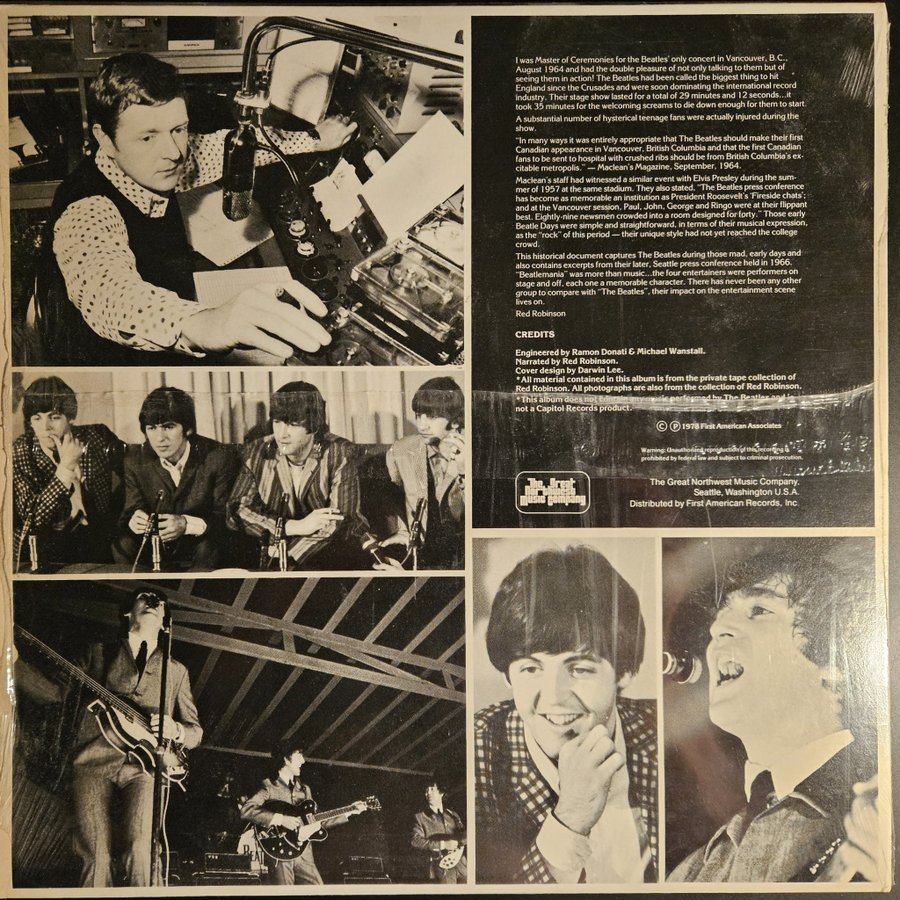 I was Master of Ceremonies for the Beatles' only concert in Vancouver, B.C.,
August 1964 and had the double pleasure of not only talking to them but of
seeing them in action! The Beatles had been called the biggest thing to hit
England since the Crusades and were soon dominating the international record
industry. Their stage show lasted for a total of 29 minutes and 12 seconds...it
took 35 minutes for the welcoming screams to die down enough for them to start.
A substantial number of hysterical teenage fans were actually injured during the
show.
"In many ways it was entirely appropriate that The Beatles should make their first
Canadian appearance in Vancouver, British Columbia and that the first Canadian
fans to be sent to hospital with crushed ribs should be from British Columbia's ex-
citable metropolis." — Maclean's Magazine, September, 1964.
Maclean's staff had witnessed a similar event with Elvis Presley during the sum-
mer of 1957 at the same stadium. They also stated, "The Beatles press conference
has become as memorable an institution as President Roosevelt's 'Fireside chats';
and at the Vancouver session, Paul, John, George and Ringo were at their flippant
best. Eighty-nine newsmen crowded into a room designed for forty." Those early
Beatle Days were simple and straightforward, in terms of their musical expression,
as the "rock" of this period — their unique style had not yet reached the college
crowd.
This historical document captures The Beatles during those mad, early days and
also contains excerpts from their later, Seattle press conference held in 1966.
"Beatlemania" was more than music...the four entertainers were performers on
stage and off, each one a memorable character. There has never been any other
group to compare with "The Beatles", their impact on the entertainment scene
lives on.
Red Robinson
CREDITS
Engineered by Ramon Donati & Michael Wanstall.
Narrated by Red Robinson.
Cover design by Darwin Lee.
*All material contained in this album is from the private tape collection of
Red Robinson. All photographs are also from the collection of Red Robinson.
*This album does not contain any music performed by The Beatles and is
not a Capitol Records product.
© ℗ 1978 First American Associates
Warning: Unauthorized reproduction of this recording is
prohibited by federal law and subject to criminal prosecution.
The Great
Northwest
Music Company
The Great Northwest Music Company,
Seattle, Washington U.S.A.
Distributed by First American Records, Inc.
AMPEX
BEA